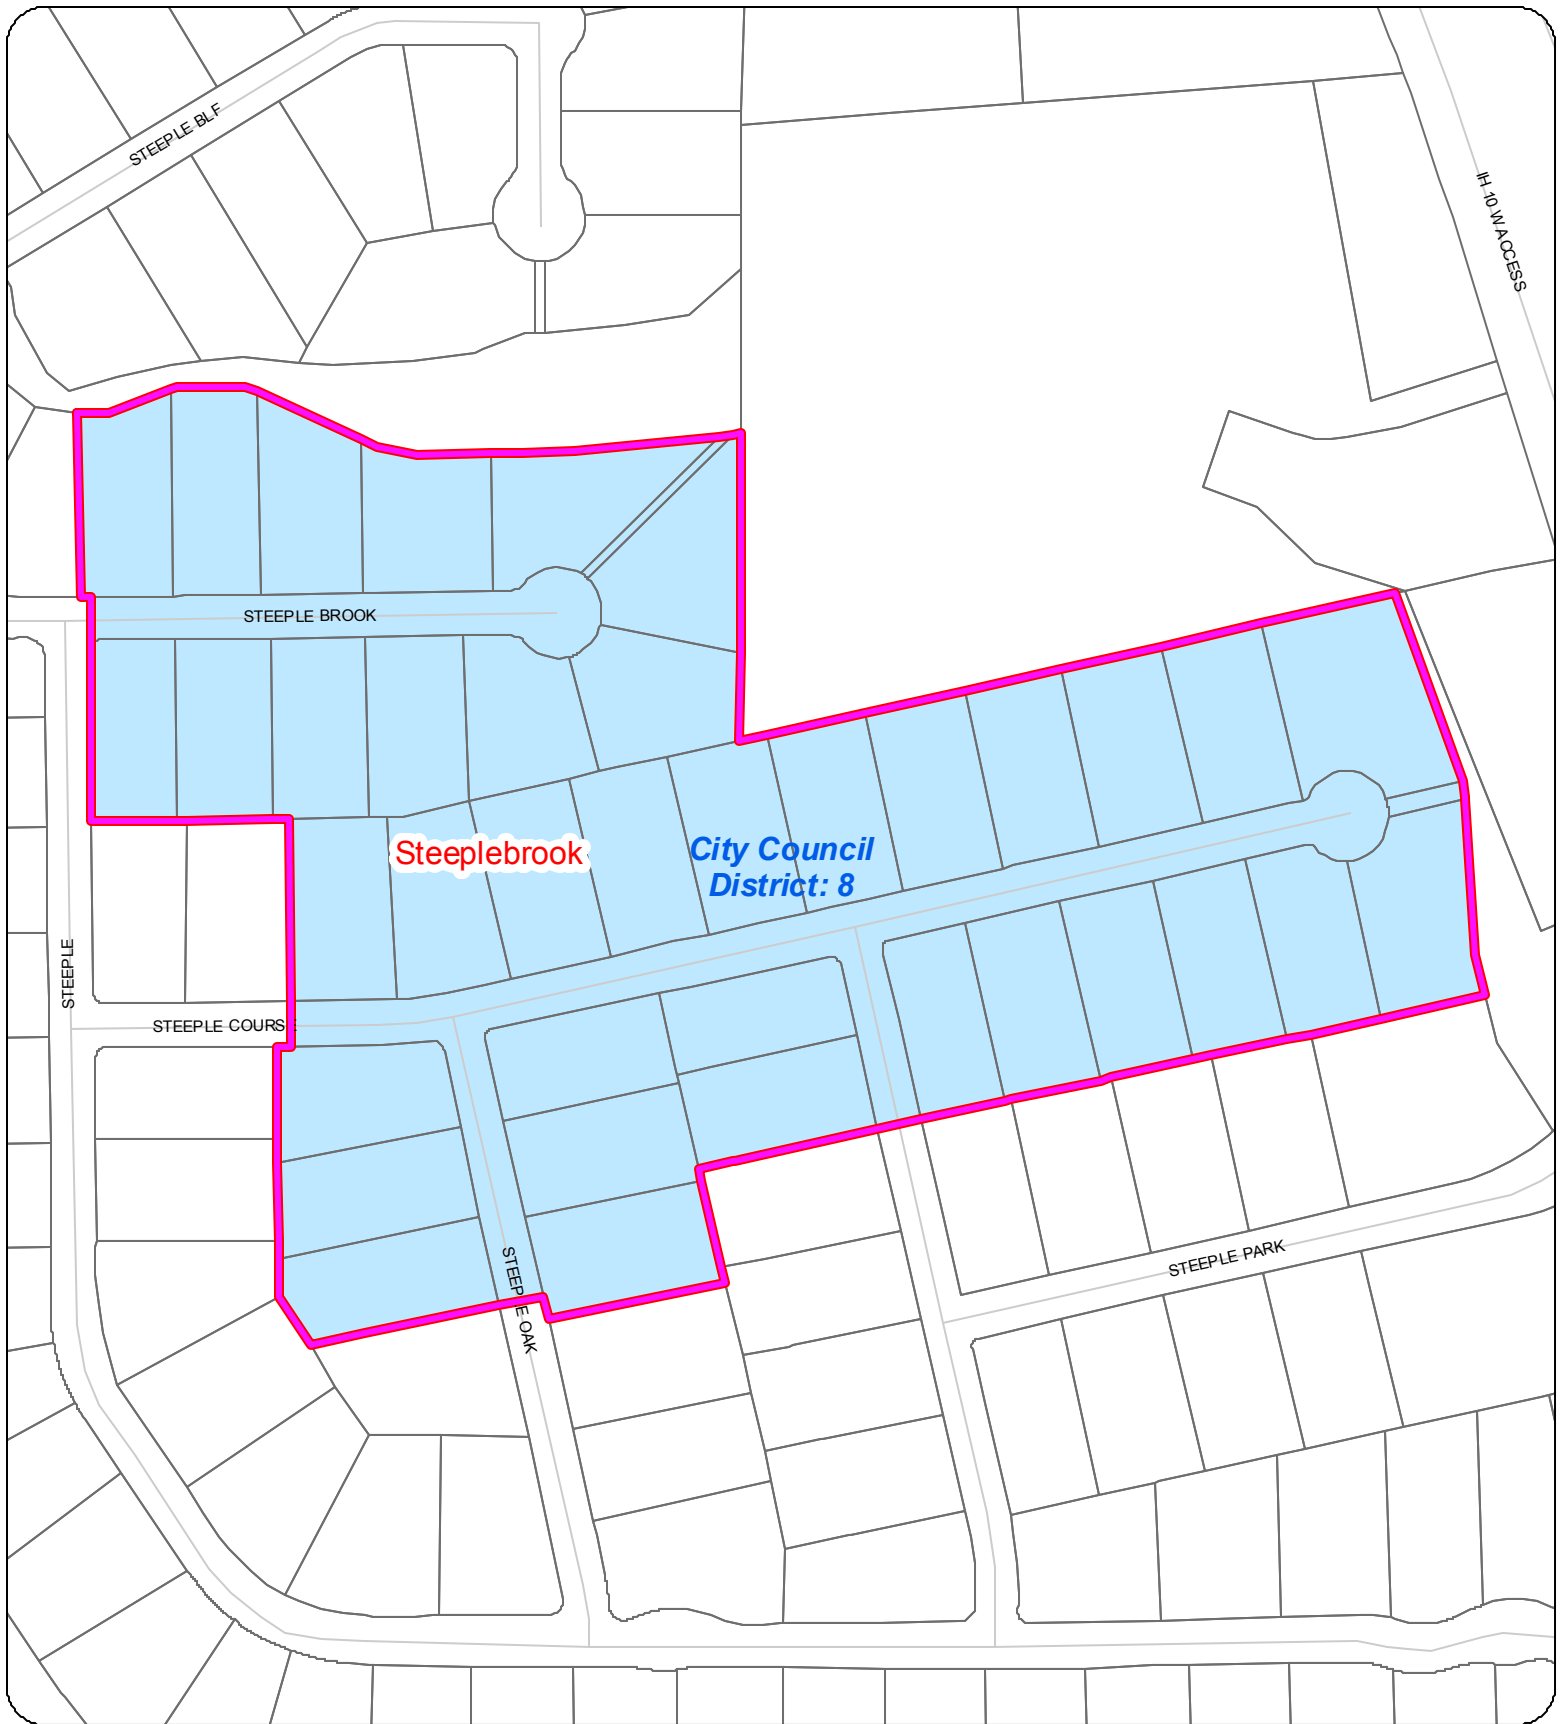 STEEPLE BLF
IH 10 W ACCESS
STEEPLE BROOK
Steeplebrook
City Council
District: 8
STEEPLE
STEEPLE COURSE
STEEPLE OAK
STEEPLE PARK